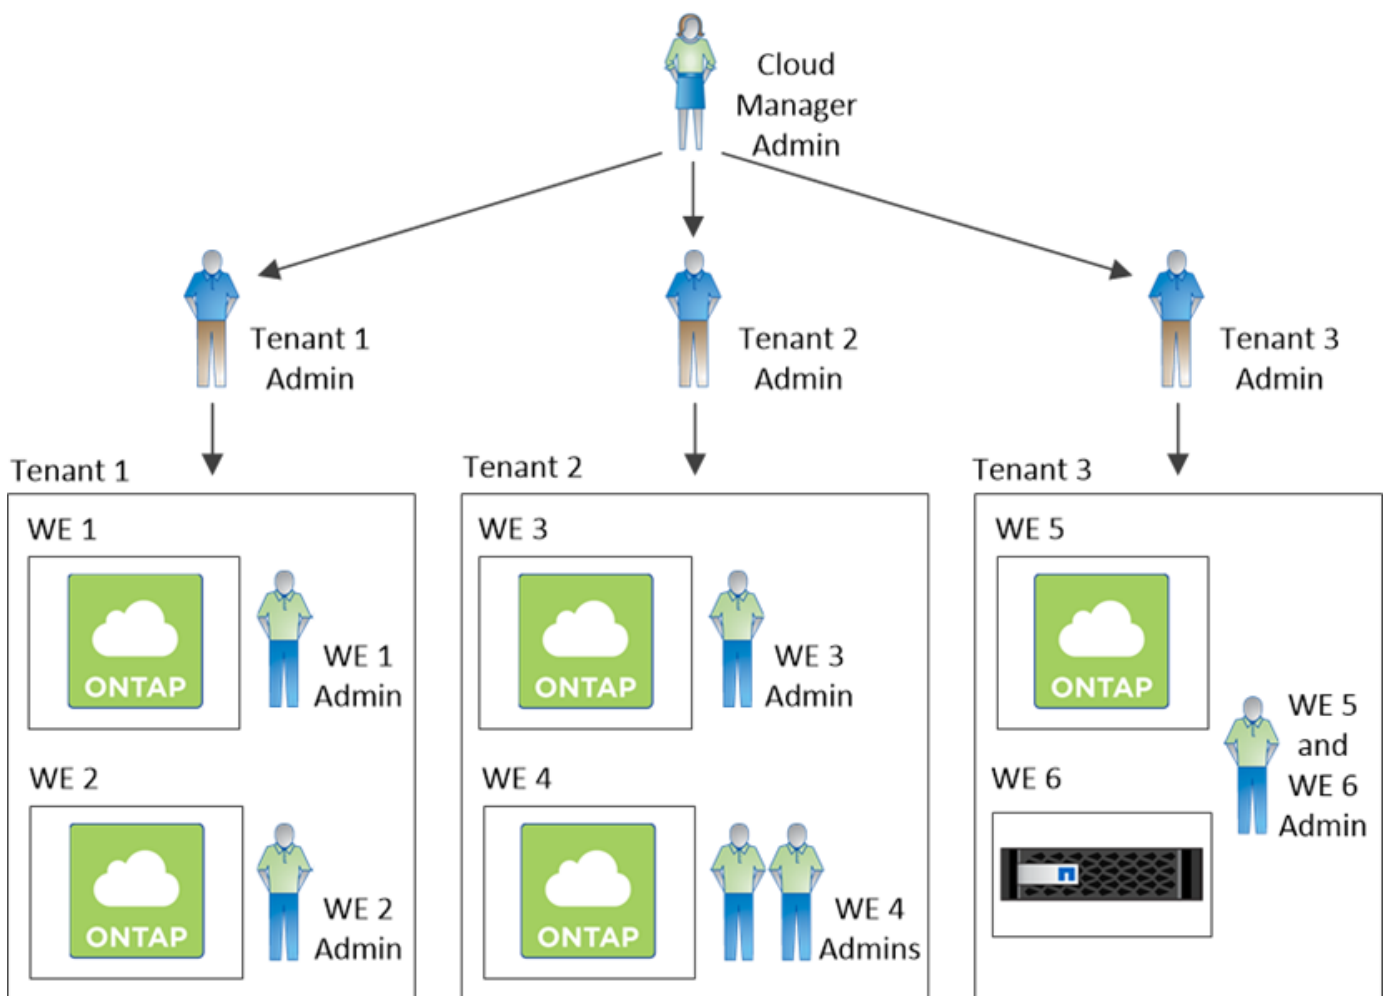 Cloud
Manager
Admin
Tenant 1
Admin
Tenant 2
Admin
Tenant 3
Admin
Tenant 1
WE 1
ONTAP
WE 1
Admin
WE 2
ONTAP
WE 2
Admin
Tenant 2
WE 3
ONTAP
WE 3
Admin
WE 4
ONTAP
WE 4
Admins
Tenant 3
WE 5
ONTAP
WE 5
and
WE 6
Admin
WE 6